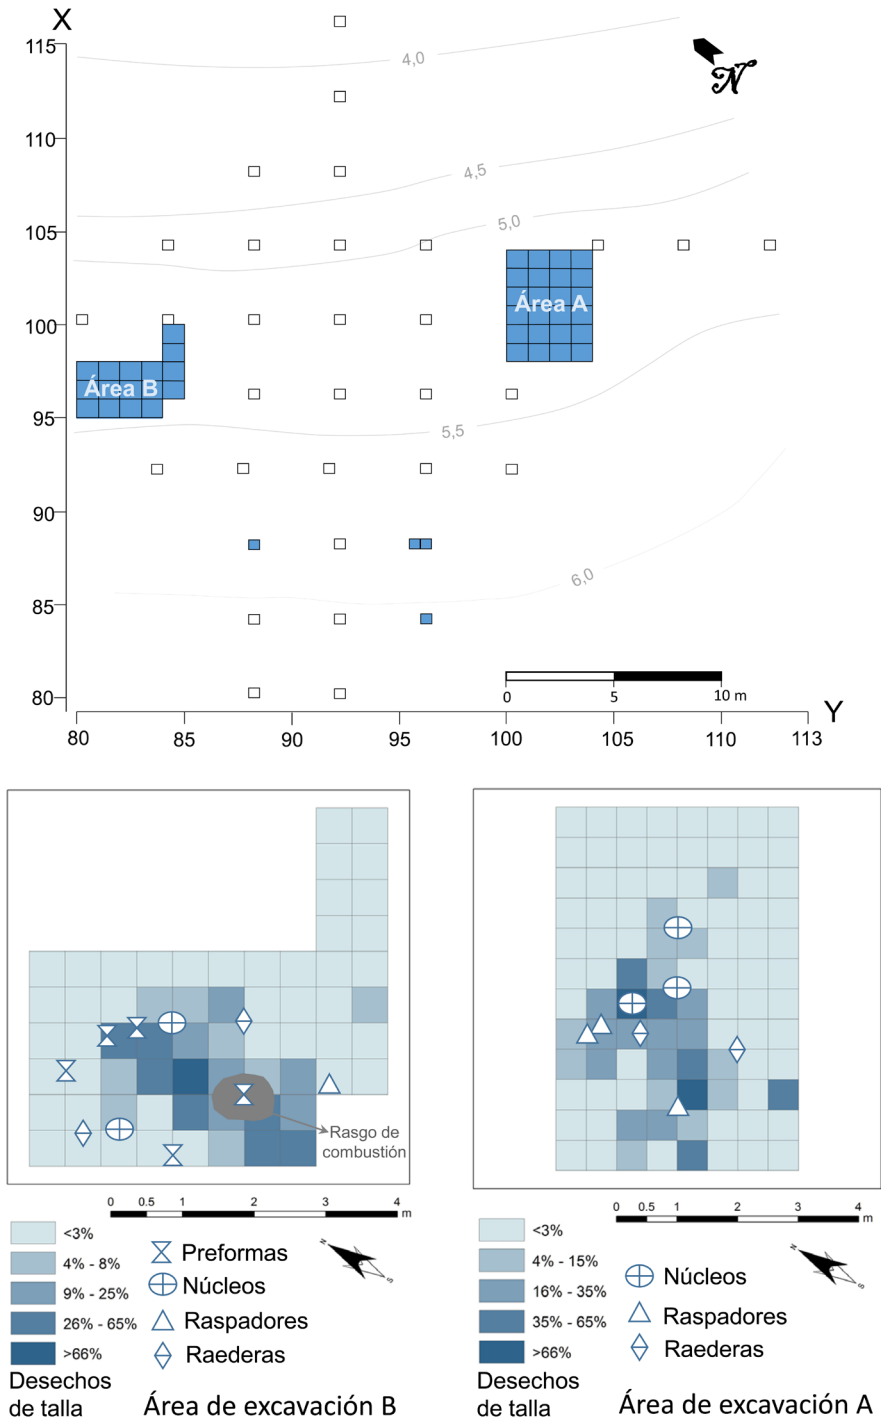 X
115
110
105
100
95
90
85
80
4,0
4,5
5,0
5,5
6,0
N
Área A
Área B
0 5 10 m
Y
80 85 90 95 100 105 110 113
Rasgo de
combustión
0 0.5 1 2 3 4
m
N
S
<3%
4% - 8%
9% - 25%
26% - 65%
>66%
Desechos
de talla
Preformas
Núcleos
Raspadores
Raederas
Área de excavación B
0 0.5 1 2 3 4
m
N
S
<3%
4% - 15%
16% - 35%
35% - 65%
>66%
Desechos
de talla
Núcleos
Raspadores
Raederas
Área de excavación A